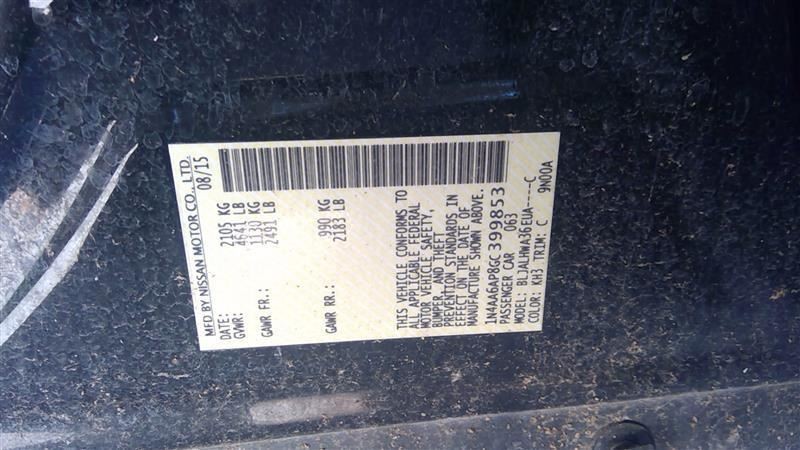 MFD BY NISSAN MOTOR CO., LTD.
DATE: 08/15
GVWR: 2105 KG
4641 LB
GAWR FR.: 1130 KG
2491 LB
GAWR RR.: 990 KG
2183 LB
THIS VEHICLE CONFORMS TO
ALL APPLICABLE FEDERAL
MOTOR VEHICLE SAFETY,
BUMPER, AND THEFT
PREVENTION STANDARDS IN
EFFECT ON THE DATE OF
MANUFACTURE SHOWN ABOVE.
1N4AA6AP8GC399853
PASSENGER CAR 063
MODEL: BLJALHWA36EUA----C
COLOR: KH3 TRIM: C 9N00A